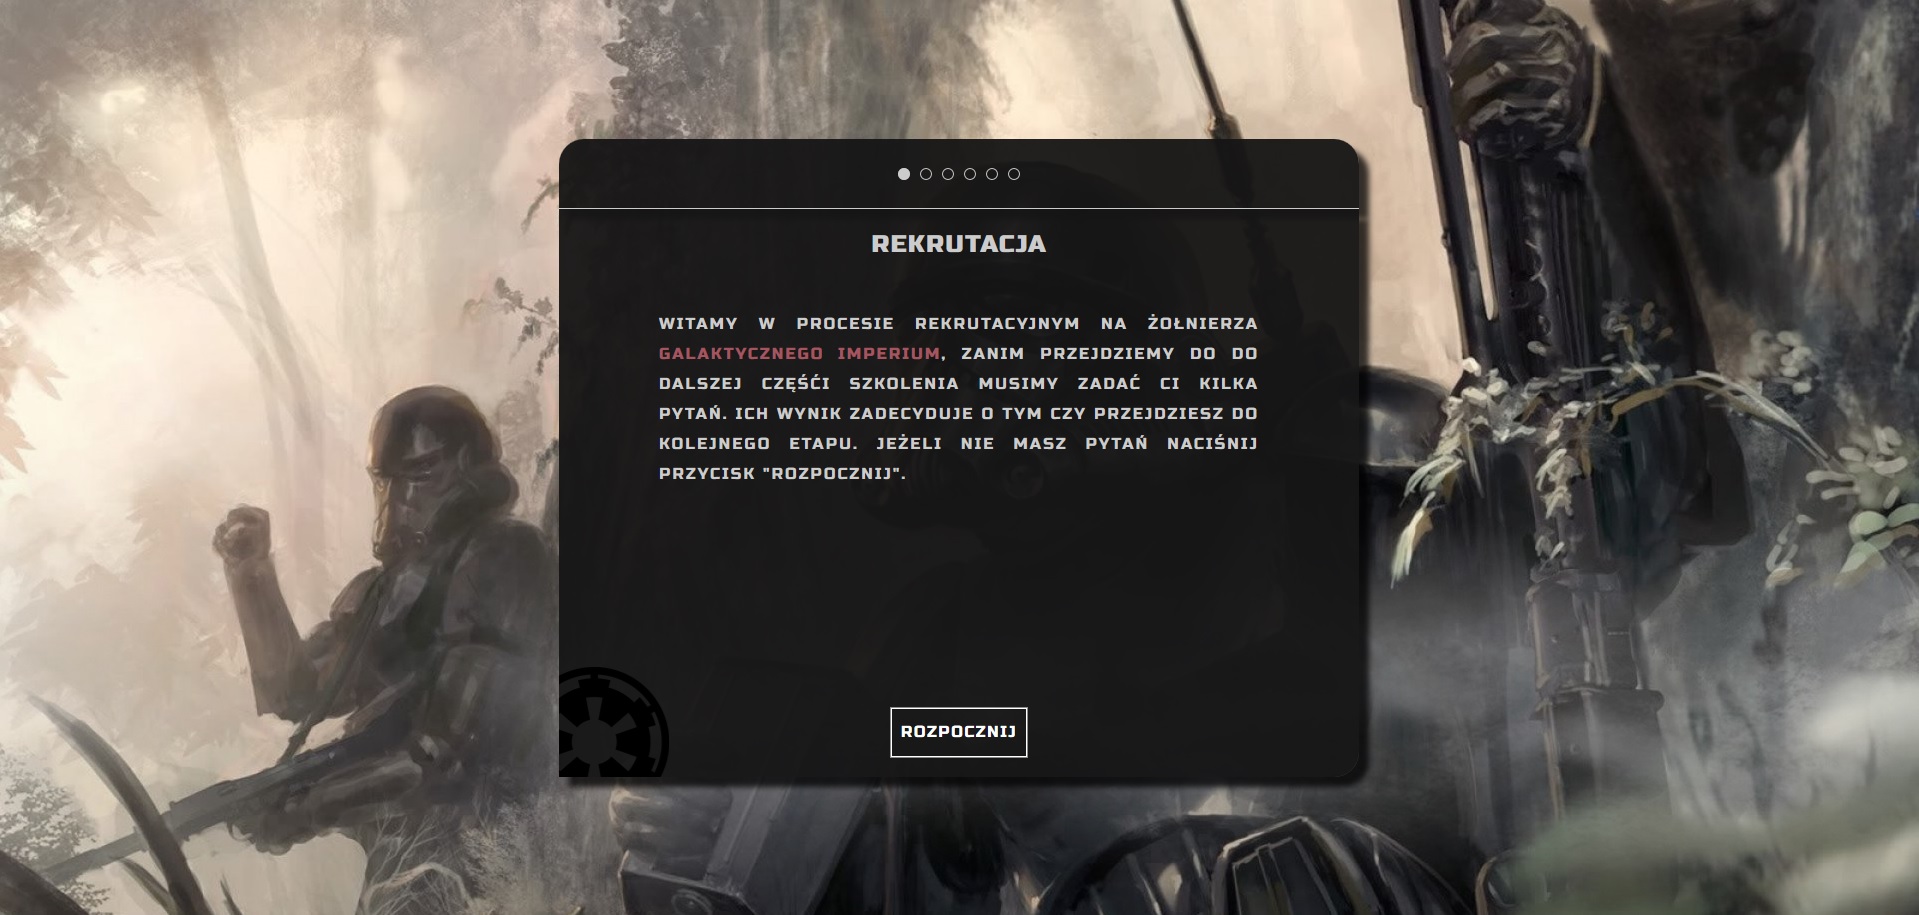 REKRUTACJA
WITAMY W PROCESIE REKRUTACYJNYM NA ŻOŁNIERZA
GALAKTYCZNEGO IMPERIUM, ZANIM PRZEJDZIEMY DO DO
DALSZEJ CZĘŚĆI SZKOLENIA MUSIMY ZADAĆ CI KILKA
PYTAŃ. ICH WYNIK ZADECYDUJE O TYM CZY PRZEJDZIESZ DO
KOLEJNEGO ETAPU. JEŻELI NIE MASZ PYTAŃ NACIŚNIJ
PRZYCISK "ROZPOCZNIJ".
ROZPOCZNIJ